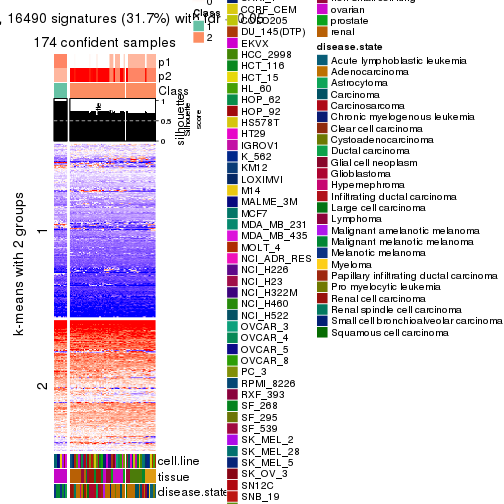 , 16490 signatures (31.7%) with fdr < 0.05
174 confident samples
p1
p2
Class
1
0.5
0
silhouette
score
Class
1
2
k-means with 2 groups
1
2
cell.line
tissue
disease.state
CCRF_CEM
COLO205
DU_145(DTP)
EKVX
HCC_2998
HCT_116
HCT_15
HL_60
HOP_62
HOP_92
HS578T
HT29
IGROV1
K_562
KM12
LOXIMVI
M14
MALME_3M
MCF7
MDA_MB_231
MDA_MB_435
MOLT_4
NCI_ADR_RES
NCI_H226
NCI_H23
NCI_H322M
NCI_H460
NCI_H522
OVCAR_3
OVCAR_4
OVCAR_5
OVCAR_8
PC_3
RPMI_8226
RXF_393
SF_268
SF_295
SF_539
SK_MEL_2
SK_MEL_28
SK_MEL_5
SK_OV_3
SN12C
SNB_19
ovarian
prostate
renal
disease.state
Acute lymphoblastic leukemia
Adenocarcinoma
Astrocytoma
Carcinoma
Carcinosarcoma
Chronic myelogenous leukemia
Clear cell carcinoma
Cystoadenocarcinoma
Ductal carcinoma
Glial cell neoplasm
Glioblastoma
Hypernephroma
Infiltrating ductal carcinoma
Large cell carcinoma
Lymphoma
Malignant amelanotic melanoma
Malignant melanotic melanoma
Melanotic melanoma
Myeloma
Papillary infiltrating ductal carcinoma
Pro myelocytic leukemia
Renal cell carcinoma
Renal spindle cell carcinoma
Small cell bronchioalveolar carcinoma
Squamous cell carcinoma